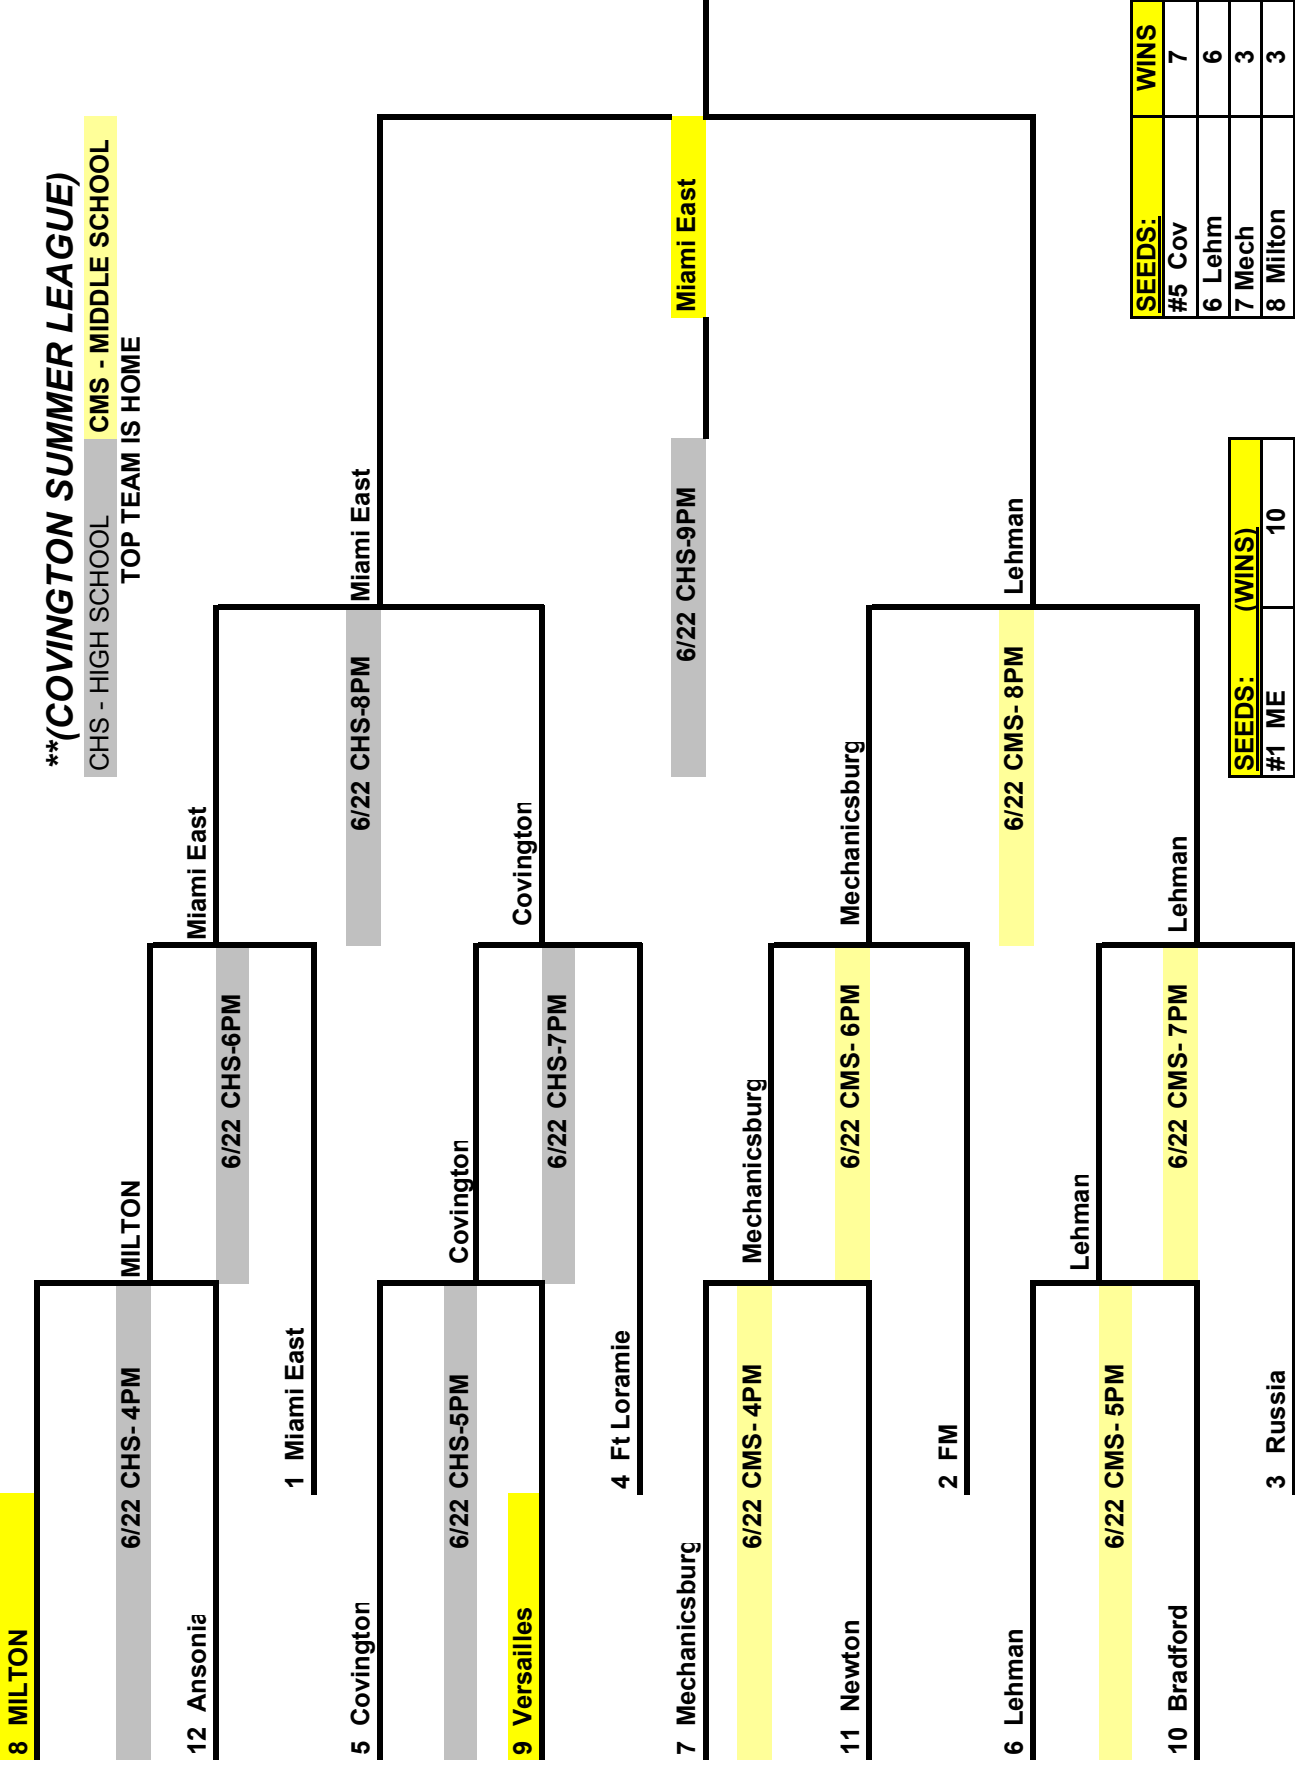 **(COVINGTON SUMMER LEAGUE)
CHS - HIGH SCHOOL CMS - MIDDLE SCHOOL
TOP TEAM IS HOME
8 MILTON
6/22 CHS- 4PM
MILTON
12 Ansonia
Miami East
6/22 CHS-6PM
1 Miami East
Miami East
6/22 CHS-8PM
5 Covington
Covington
6/22 CHS-5PM
9 Versailles
Covington
6/22 CHS-7PM
4 Ft Loramie
6/22 CHS-9PM
Miami East
7 Mechanicsburg
6/22 CMS- 4PM
Mechanicsburg
11 Newton
Mechanicsburg
6/22 CMS- 6PM
2 FM
Lehman
6/22 CMS- 8PM
6 Lehman
Lehman
6/22 CMS- 5PM
10 Bradford
Lehman
6/22 CMS- 7PM
3 Russia
SEEDS: (WINS)
#1 ME 10
SEEDS: WINS
#5 Cov 7
6 Lehm 6
7 Mech 3
8 Milton 3